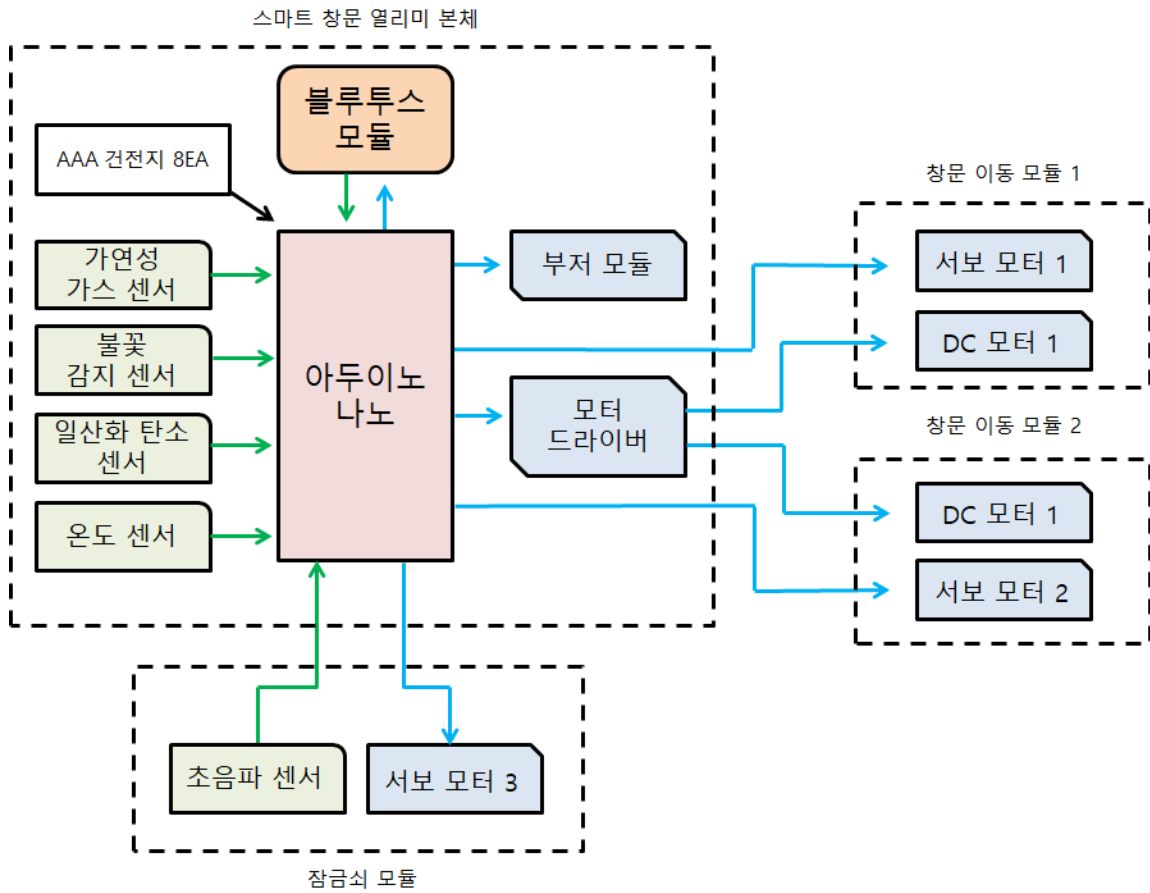 스마트 창문 열리미 본체
블루투스
모듈
AAA 건전지 8EA
가연성
가스 센서
불꽃
감지 센서
일산화 탄소
센서
온도 센서
아두이노
나노
부저 모듈
모터
드라이버
창문 이동 모듈 1
서보 모터 1
DC 모터 1
창문 이동 모듈 2
DC 모터 1
서보 모터 2
초음파 센서
서보 모터 3
잠금쇠 모듈